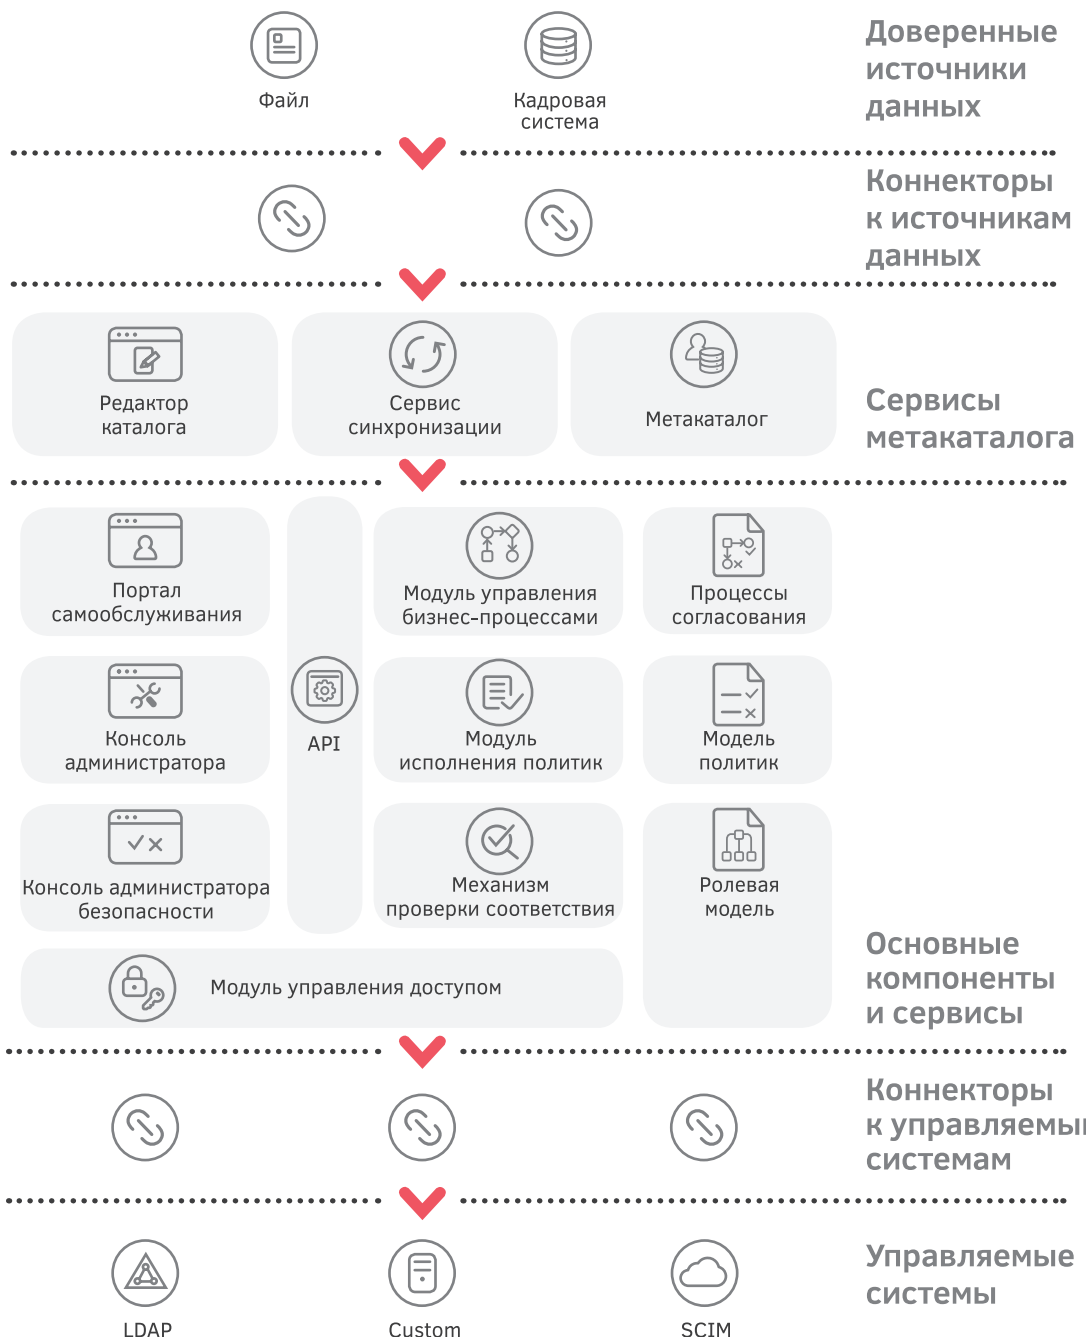 Файл
Кадровая
система
Доверенные
источники
данных
Коннекторы
к источникам
данных
Редактор
каталога
Сервис
синхронизации
Метакаталог
Сервисы
метакаталога
Портал
самообслуживания
Модуль управления
бизнес-процессами
Процессы
согласования
Консоль
администратора
API
Модуль
исполнения политик
Модель
политик
Консоль администратора
безопасности
Механизм
проверки соответствия
Ролевая
модель
Модуль управления доступом
Основные
компоненты
и сервисы
Коннекторы
к управляемы
системам
LDAP
Custom
SCIM
Управляемые
системы